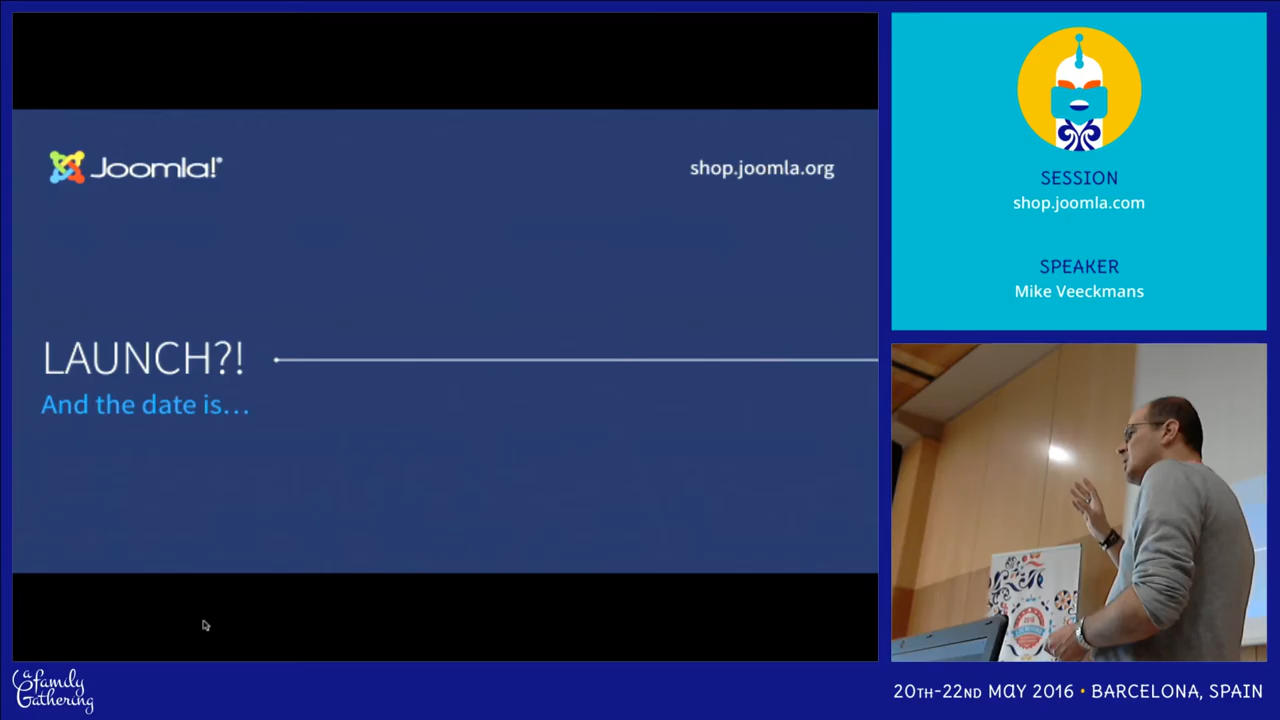 Joomla!®
shop.joomla.org
LAUNCH?!
And the date is...
SESSION
shop.joomla.com
SPEAKER
Mike Veeckmans
2016
a family
Gathering
20TH-22ND MAY 2016 • BARCELONA, SPAIN